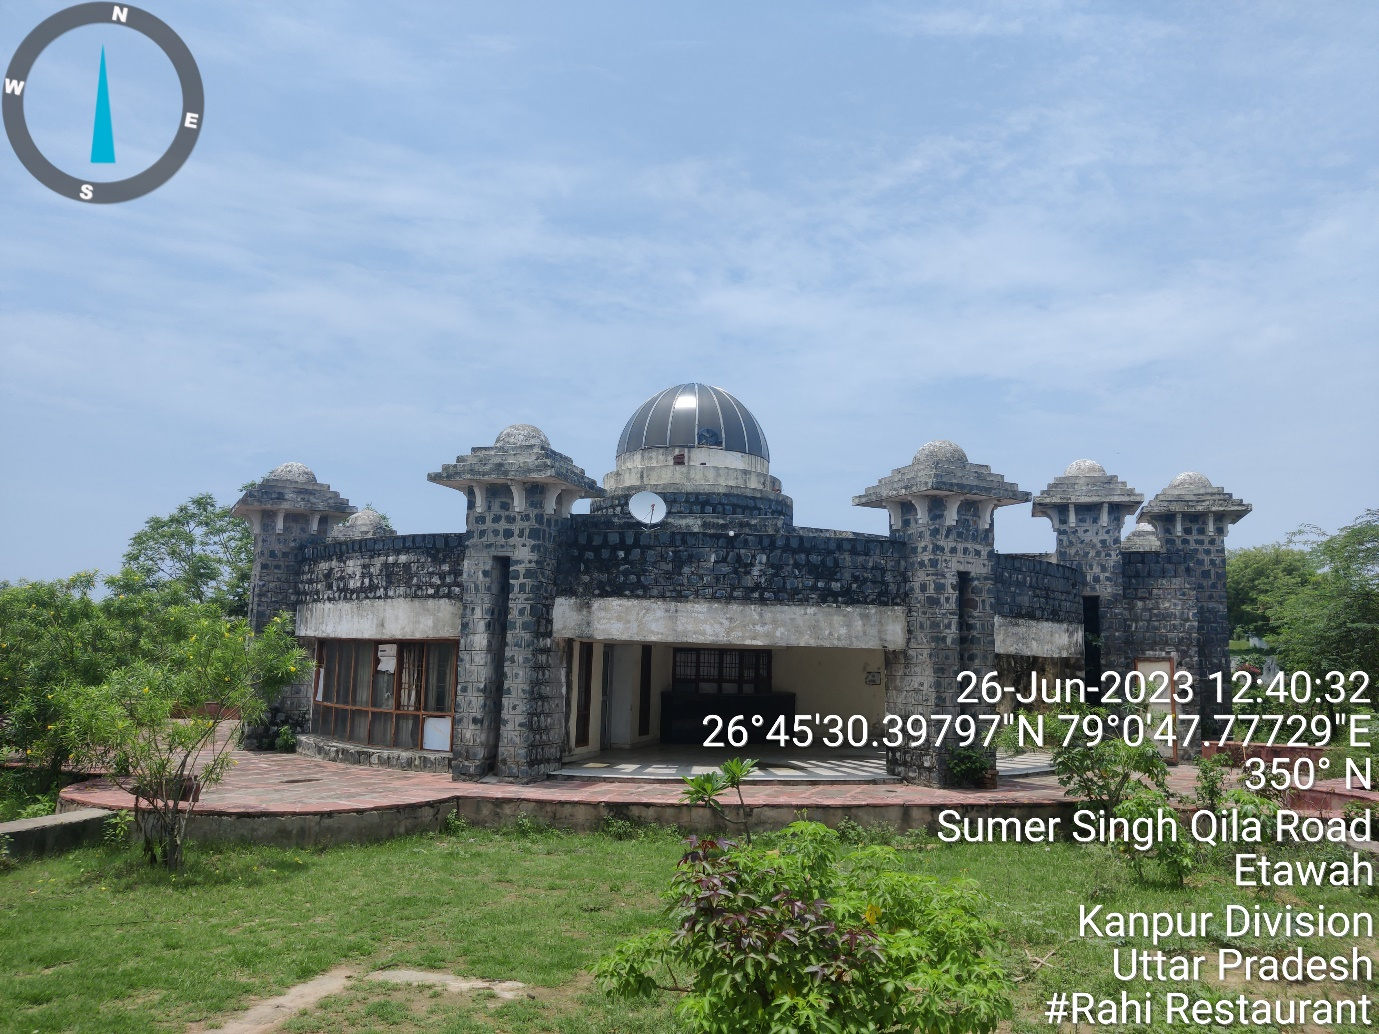 N
W
E
S
26-Jun-2023 12:40:32
26°45'30.39797"N 79°0'47.77729"E
350° N
Sumer Singh Qila Road
Etawah
Kanpur Division
Uttar Pradesh
#Rahi Restaurant